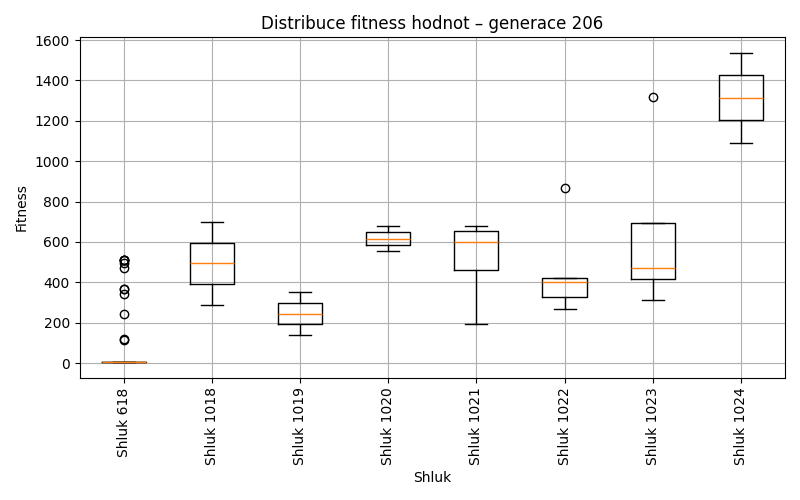 Distribuce fitness hodnot – generace 206
1600
1400
1200
1000
800
600
400
200
0
Fitness
Shluk 618
Shluk 1018
Shluk 1019
Shluk 1020
Shluk 1021
Shluk 1022
Shluk 1023
Shluk 1024
Shluk